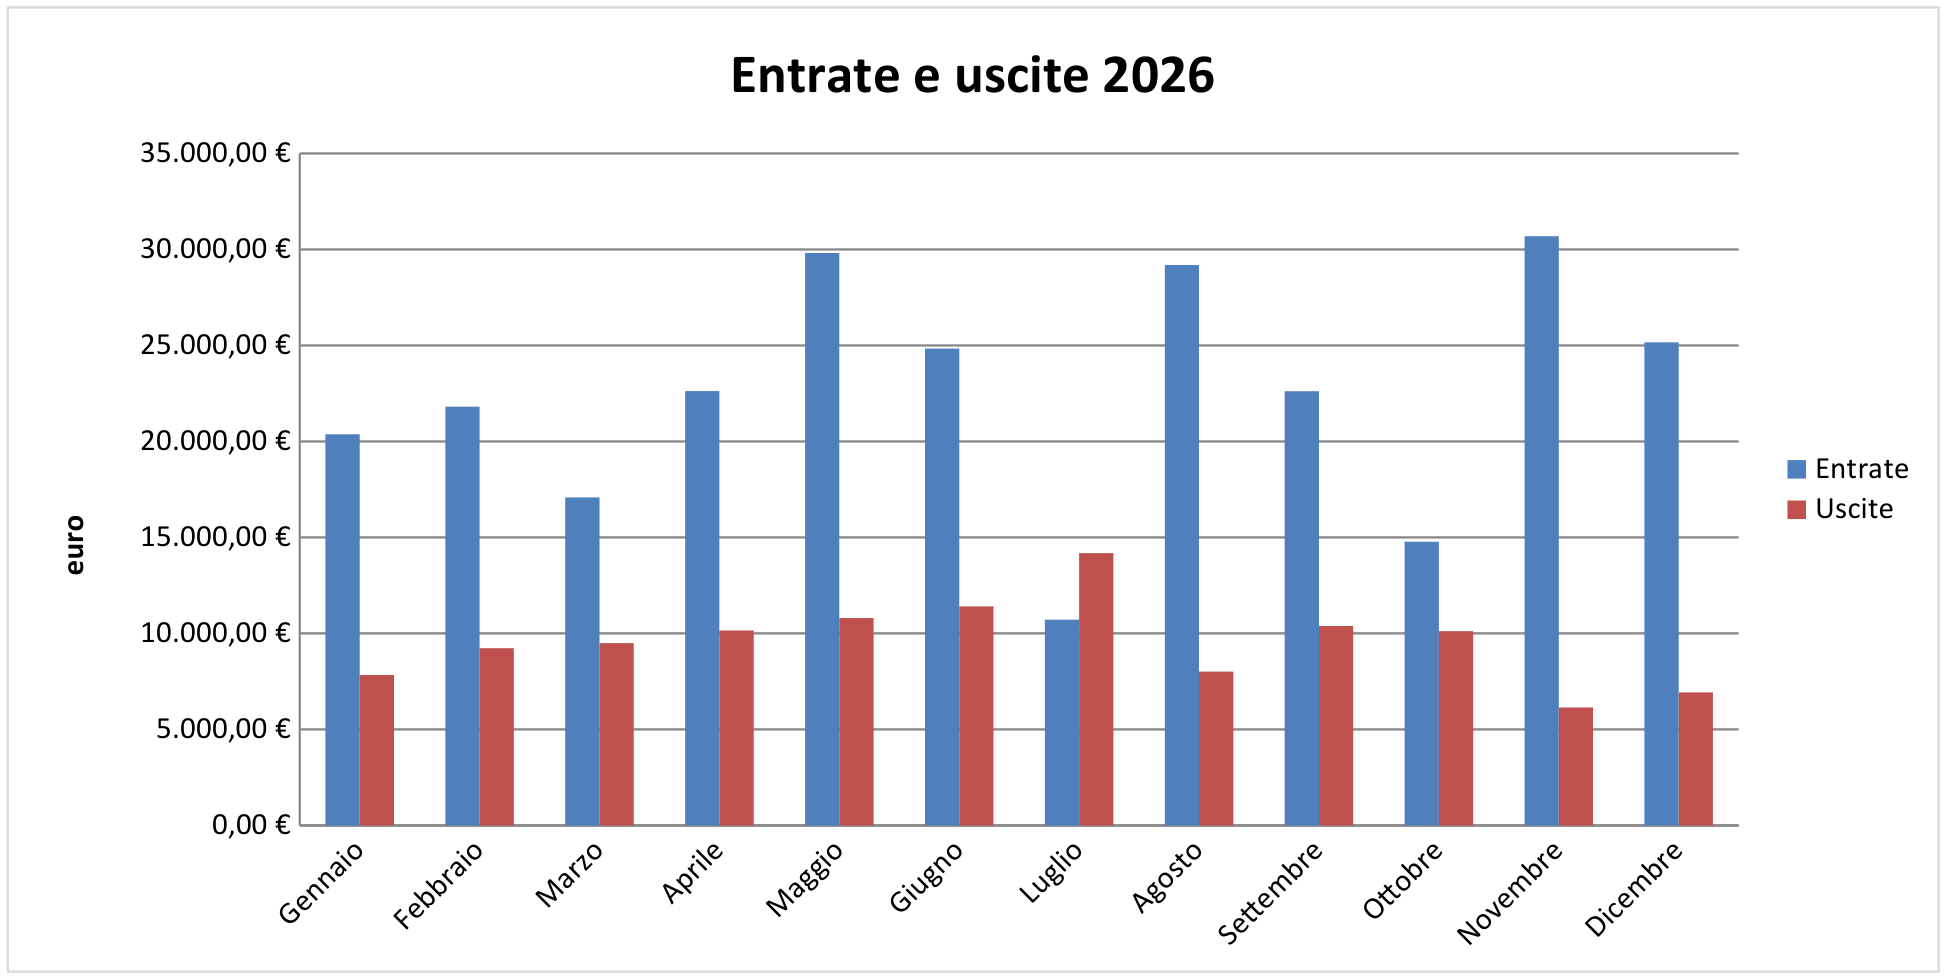 Entrate e uscite 2026
35.000,00 €
30.000,00 €
25.000,00 €
20.000,00 €
15.000,00 €
10.000,00 €
5.000,00 €
0,00 €
euro
Gennaio
Febbraio
Marzo
Aprile
Maggio
Giugno
Luglio
Agosto
Settembre
Ottobre
Novembre
Dicembre
Entrate
Uscite